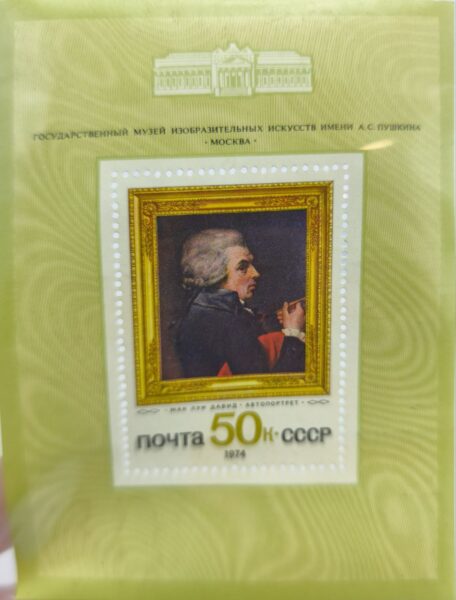 ГОСУДАРСТВЕННЫЙ МУЗЕЙ ИЗОБРАЗИТЕЛЬНЫХ ИСКУССТВ ИМЕНИ А.С.ПУШКИНА
· МОСКВА ·
ЖАК ЛУИ ДАВИД · АВТОПОРТРЕТ
почта 50к·СССР
1974